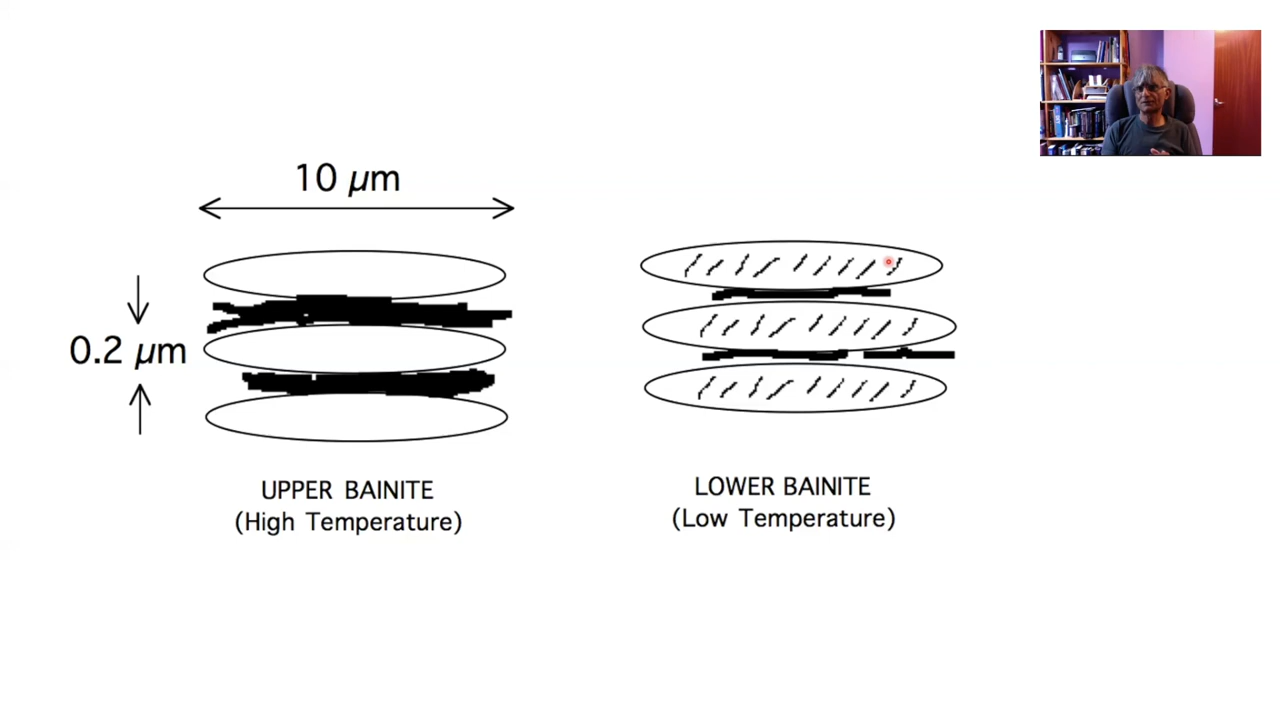 10 µm
0.2 µm
UPPER BAINITE
(High Temperature)
LOWER BAINITE
(Low Temperature)